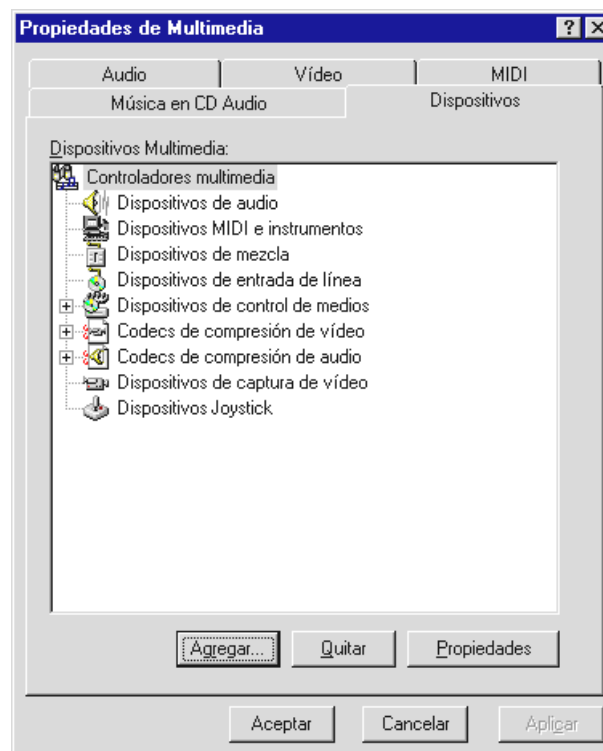 Propiedades de Multimedia
Audio Vídeo MIDI
Música en CD Audio Dispositivos
Dispositivos Multimedia:
Controladores multimedia
Dispositivos de audio
Dispositivos MIDI e instrumentos
Dispositivos de mezcla
Dispositivos de entrada de línea
Dispositivos de control de medios
Codecs de compresión de vídeo
Codecs de compresión de audio
Dispositivos de captura de vídeo
Dispositivos Joystick
Agregar... Quitar Propiedades
Aceptar Cancelar Aplicar